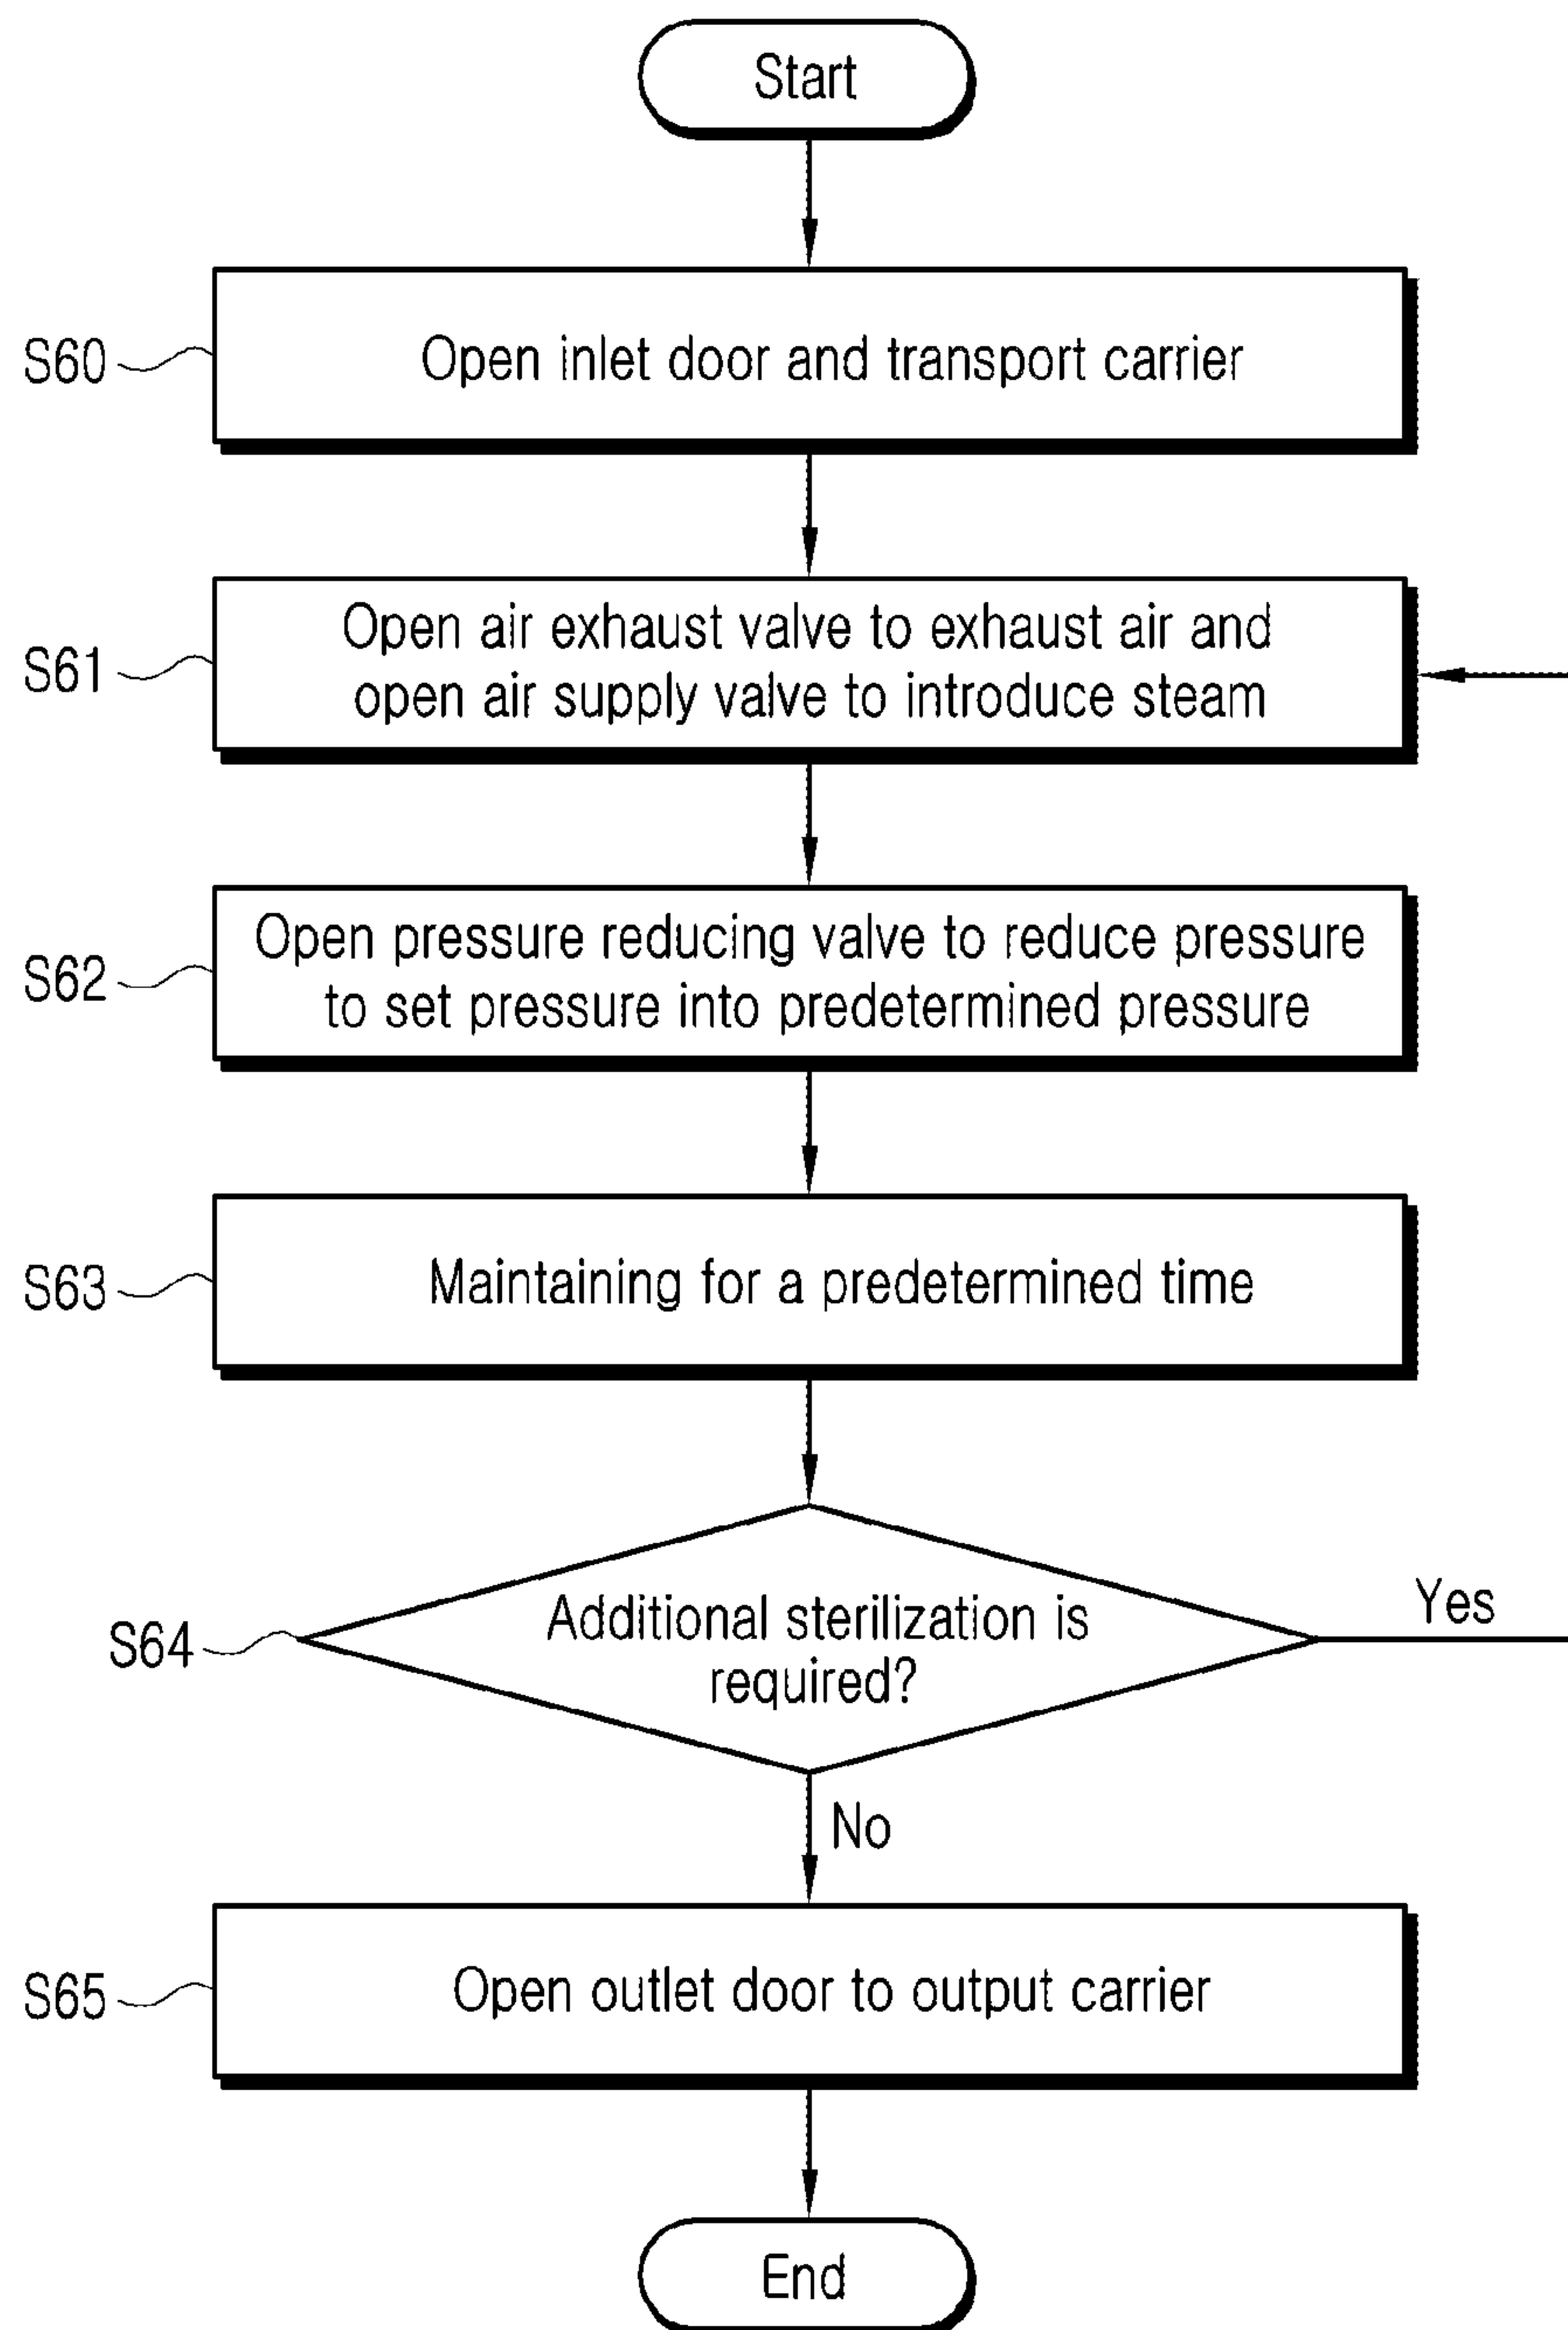 Start
S60
Open inlet door and transport carrier
S61
Open air exhaust valve to exhaust air and
open air supply valve to introduce steam
S62
Open pressure reducing valve to reduce pressure
to set pressure into predetermined pressure
S63
Maintaining for a predetermined time
S64
Additional sterilization is
required?
Yes
No
S65
Open outlet door to output carrier
End